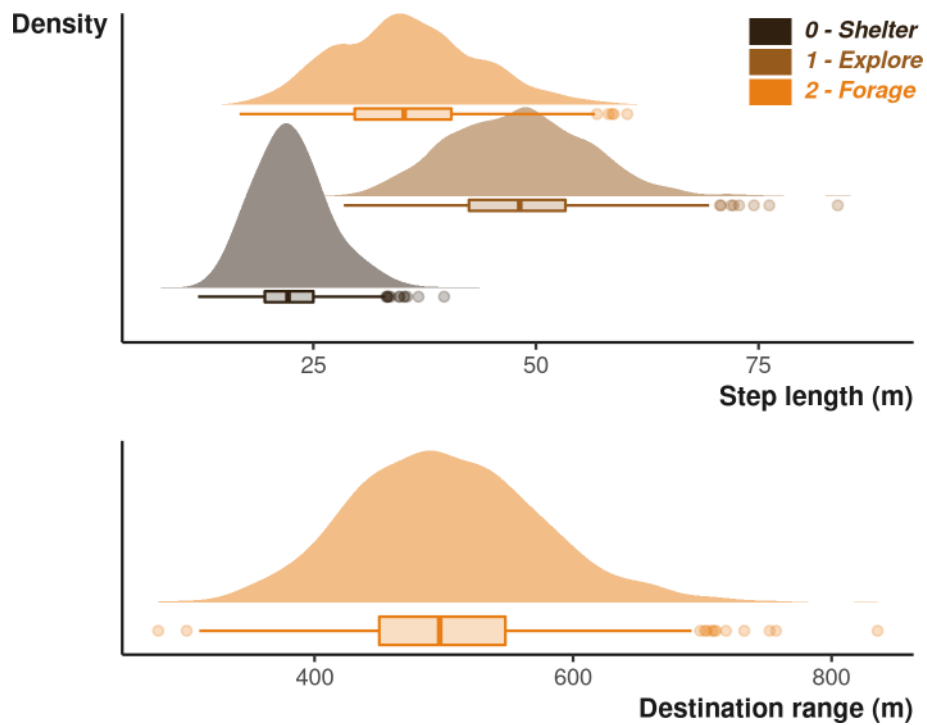 Density
0 - Shelter
1 - Explore
2 - Forage
25 50 75
Step length (m)
400 600 800
Destination range (m)